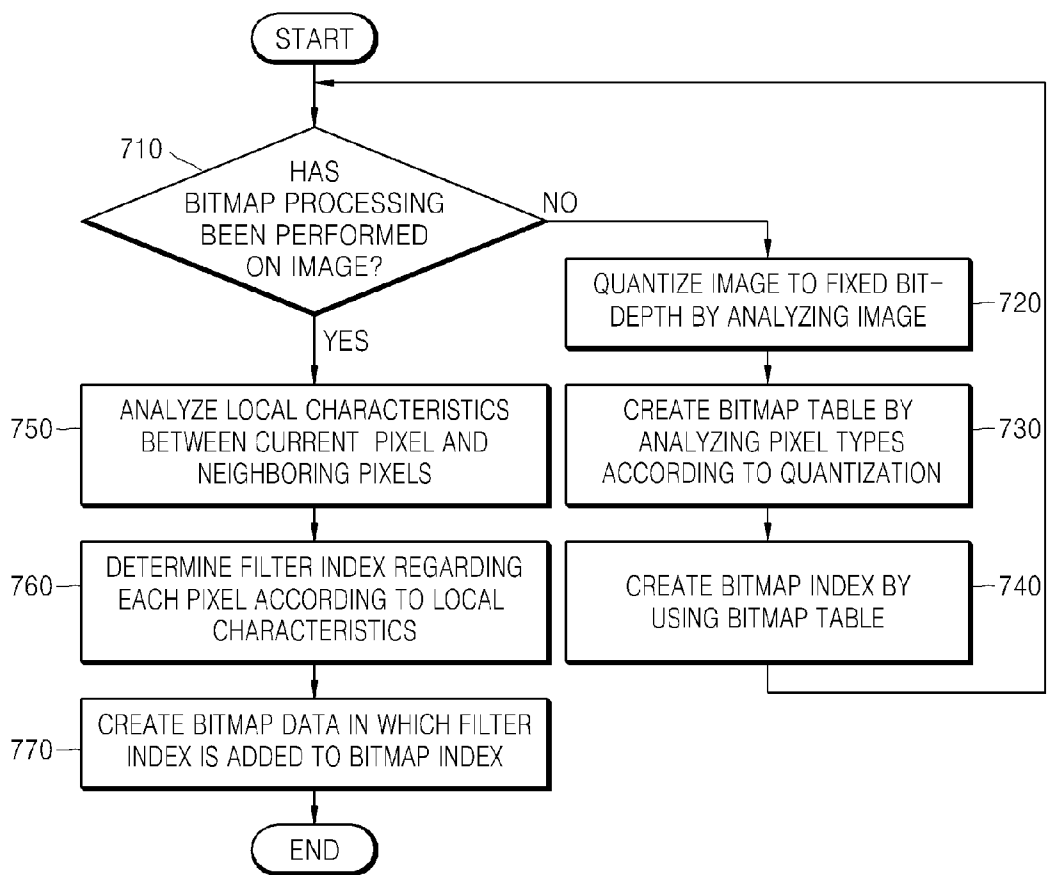 START
710
HAS
BITMAP PROCESSING
BEEN PERFORMED
ON IMAGE?
NO
YES
QUANTIZE IMAGE TO FIXED BIT-
DEPTH BY ANALYZING IMAGE
720
CREATE BITMAP TABLE BY
ANALYZING PIXEL TYPES
ACCORDING TO QUANTIZATION
730
CREATE BITMAP INDEX BY
USING BITMAP TABLE
740
750
ANALYZE LOCAL CHARACTERISTICS
BETWEEN CURRENT PIXEL AND
NEIGHBORING PIXELS
760
DETERMINE FILTER INDEX REGARDING
EACH PIXEL ACCORDING TO LOCAL
CHARACTERISTICS
770
CREATE BITMAP DATA IN WHICH FILTER
INDEX IS ADDED TO BITMAP INDEX
END